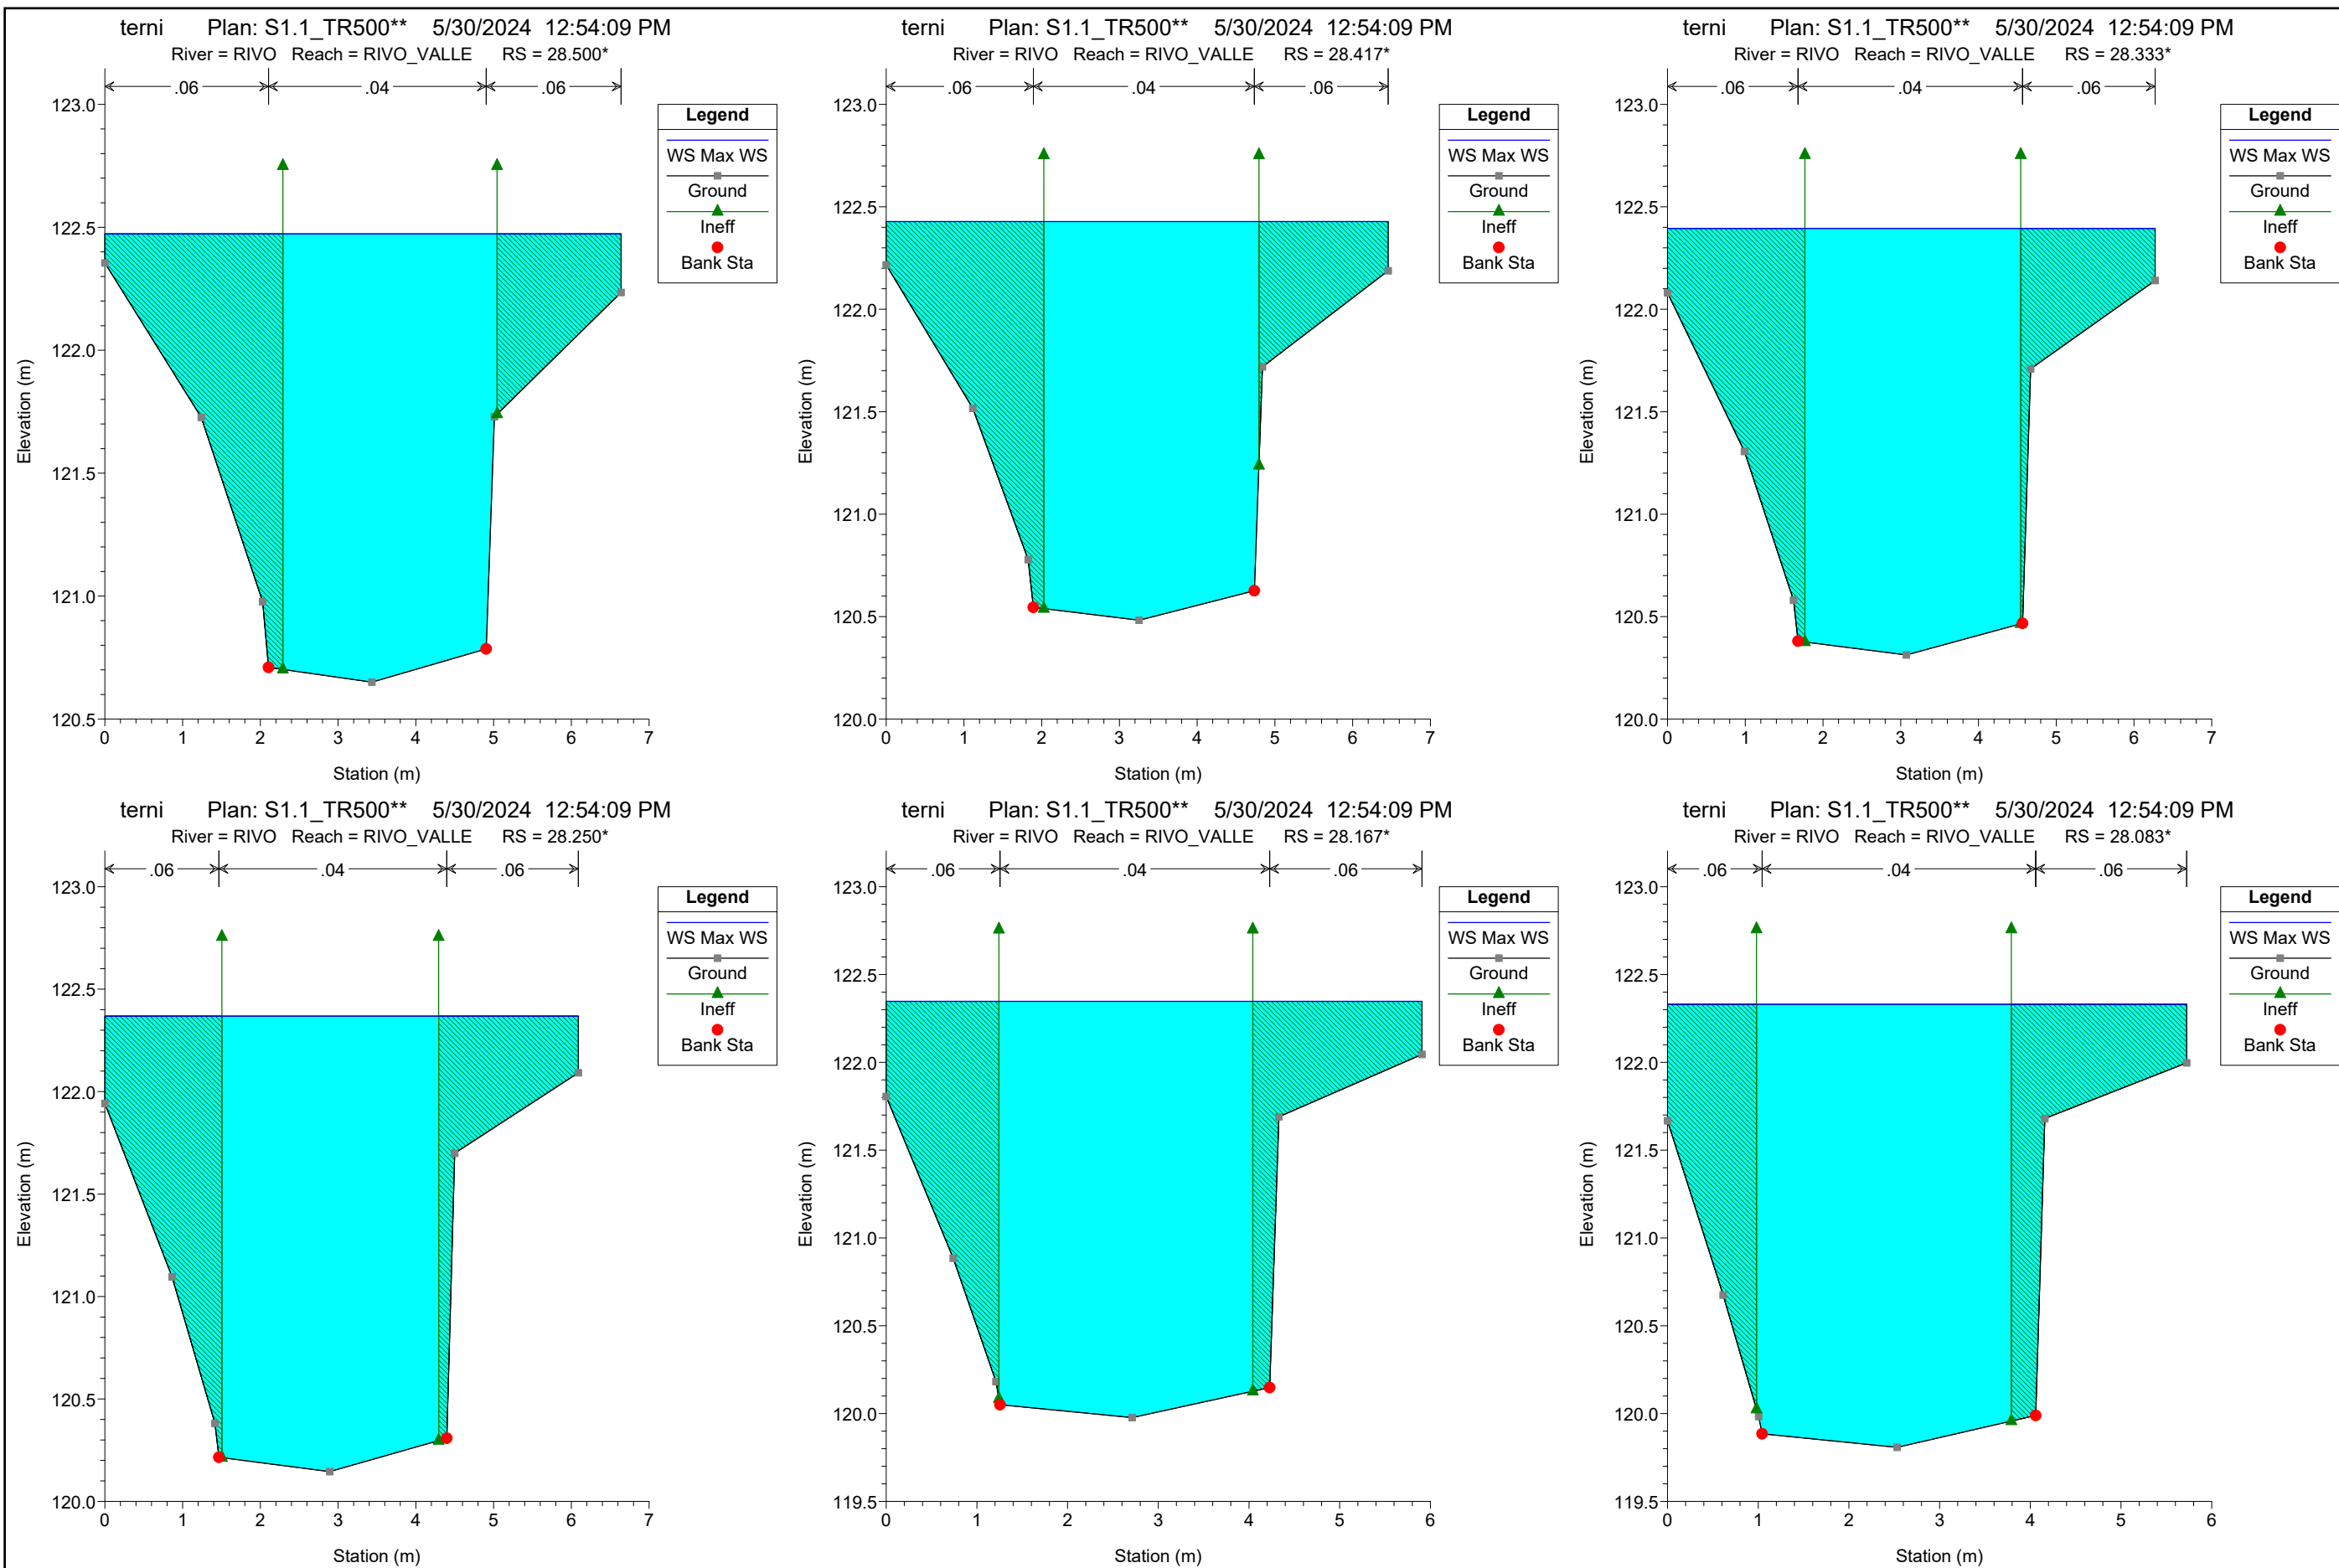 terni Plan: S1.1_TR500** 5/30/2024 12:54:09 PM
River = RIVO Reach = RIVO_VALLE RS = 28.500*
.06 .04 .06
123.0
122.5
122.0
121.5
121.0
120.5
0 1 2 3 4 5 6 7
Station (m)
Elevation (m)
Legend
WS Max WS
Ground
Ineff
Bank Sta
terni Plan: S1.1_TR500** 5/30/2024 12:54:09 PM
River = RIVO Reach = RIVO_VALLE RS = 28.417*
.06 .04 .06
123.0
122.5
122.0
121.5
121.0
120.5
120.0
0 1 2 3 4 5 6 7
Station (m)
Elevation (m)
Legend
WS Max WS
Ground
Ineff
Bank Sta
terni Plan: S1.1_TR500** 5/30/2024 12:54:09 PM
River = RIVO Reach = RIVO_VALLE RS = 28.333*
.06 .04 .06
123.0
122.5
122.0
121.5
121.0
120.5
120.0
0 1 2 3 4 5 6 7
Station (m)
Elevation (m)
Legend
WS Max WS
Ground
Ineff
Bank Sta
terni Plan: S1.1_TR500** 5/30/2024 12:54:09 PM
River = RIVO Reach = RIVO_VALLE RS = 28.250*
.06 .04 .06
123.0
122.5
122.0
121.5
121.0
120.5
120.0
0 1 2 3 4 5 6 7
Station (m)
Elevation (m)
Legend
WS Max WS
Ground
Ineff
Bank Sta
terni Plan: S1.1_TR500** 5/30/2024 12:54:09 PM
River = RIVO Reach = RIVO_VALLE RS = 28.167*
.06 .04 .06
123.0
122.5
122.0
121.5
121.0
120.5
120.0
119.5
0 1 2 3 4 5 6
Station (m)
Elevation (m)
Legend
WS Max WS
Ground
Ineff
Bank Sta
terni Plan: S1.1_TR500** 5/30/2024 12:54:09 PM
River = RIVO Reach = RIVO_VALLE RS = 28.083*
.06 .04 .06
123.0
122.5
122.0
121.5
121.0
120.5
120.0
119.5
0 1 2 3 4 5 6
Station (m)
Elevation (m)
Legend
WS Max WS
Ground
Ineff
Bank Sta